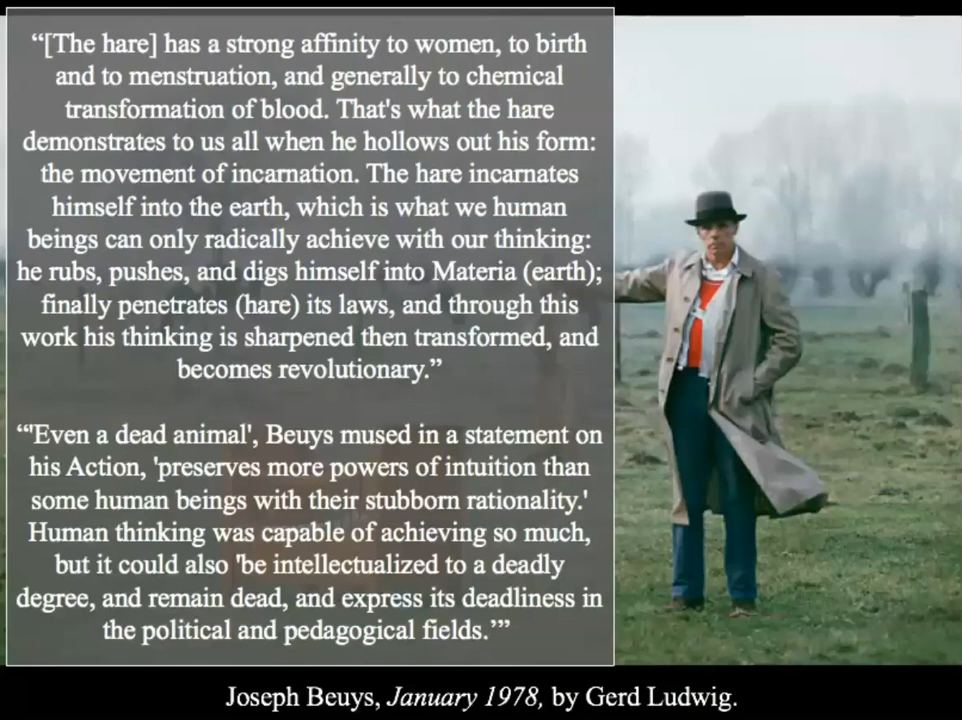 “[The hare] has a strong affinity to women, to birth
and to menstruation, and generally to chemical
transformation of blood. That's what the hare
demonstrates to us all when he hollows out his form:
the movement of incarnation. The hare incarnates
himself into the earth, which is what we human
beings can only radically achieve with our thinking:
he rubs, pushes, and digs himself into Materia (earth);
finally penetrates (hare) its laws, and through this
work his thinking is sharpened then transformed, and
becomes revolutionary.”
“'Even a dead animal', Beuys mused in a statement on
his Action, 'preserves more powers of intuition than
some human beings with their stubborn rationality.'
Human thinking was capable of achieving so much,
but it could also 'be intellectualized to a deadly
degree, and remain dead, and express its deadliness in
the political and pedagogical fields.'”
Joseph Beuys, January 1978, by Gerd Ludwig.